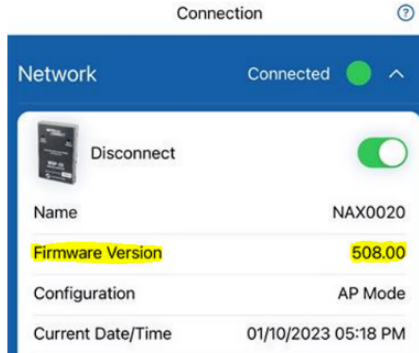 Connection
Network Connected
Disconnect
Name NAX0020
Firmware Version 508.00
Configuration AP Mode
Current Date/Time 01/10/2023 05:18 PM